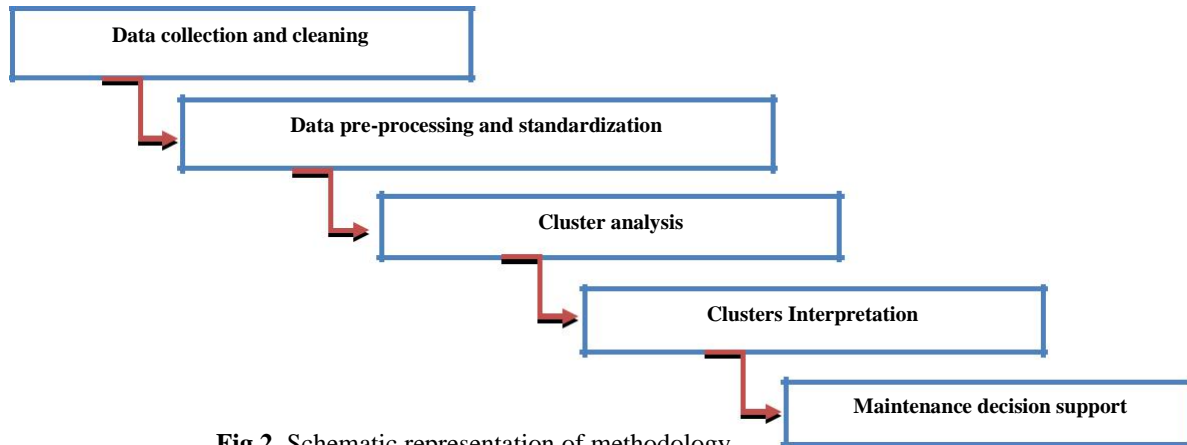 Data collection and cleaning
Data pre-processing and standardization
Cluster analysis
Clusters Interpretation
Maintenance decision support
Fig 2. Schematic representation of methodology